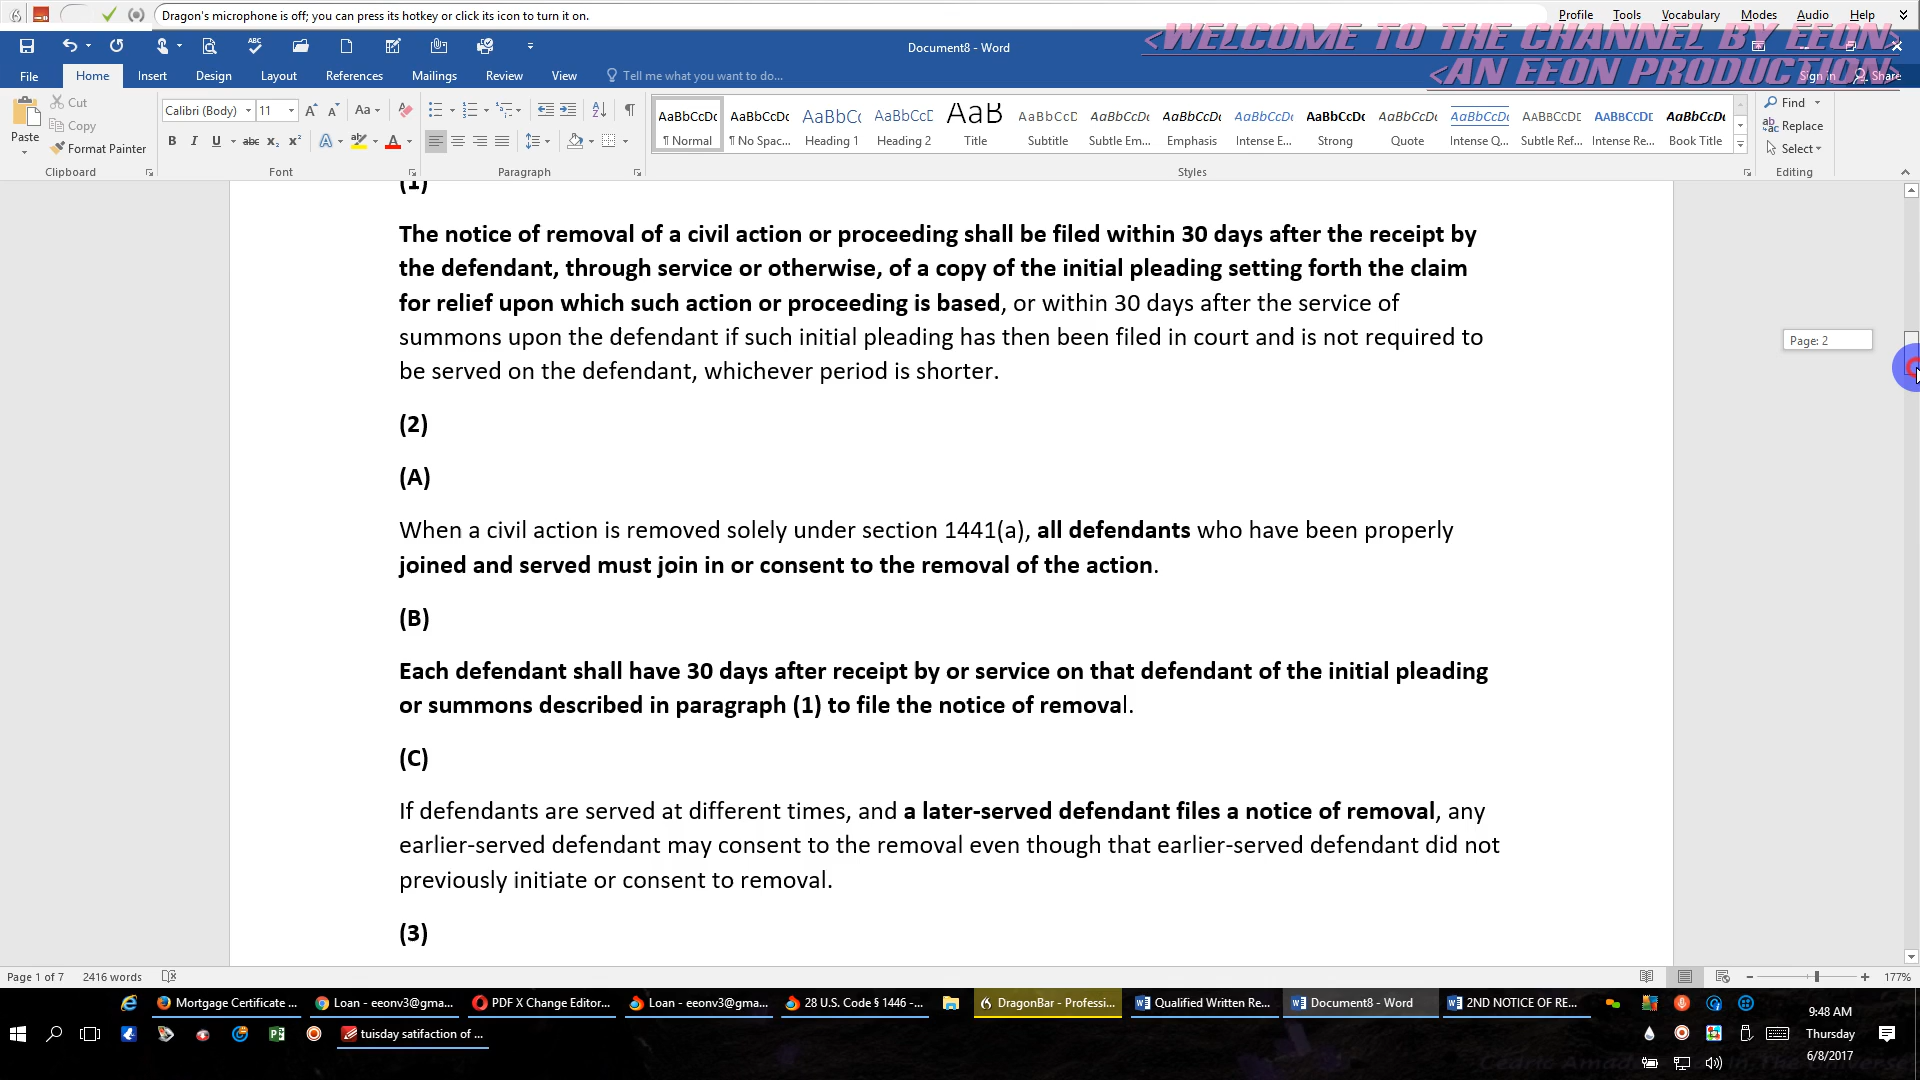 Dragon's microphone is off; you can press its hotkey or click its icon to turn it on.
Profile Tools Vocabulary Modes Audio Help
<WELCOME TO THE CHANNEL BY EEON>
<AN EEON PRODUCTION>
Document8 - Word
File Home Insert Design Layout References Mailings Review View Tell me what you want to do... Sign in Share
Paste
Cut
Copy
Format Painter
Calibri (Body) 11
AaBbCcDc AaBbCcDc AaBbCc AaBbCcE AaB AaBbCcD AaBbCcDc AaBbCcDc AaBbCcDc AaBbCcDc AaBbCcDc AaBbCcDc AABBCCDE AABBCCDE AaBbCcDc
¶ Normal ¶ No Spac... Heading 1 Heading 2 Title Subtitle Subtle Em... Emphasis Intense E... Strong Quote Intense Q... Subtle Ref... Intense Re... Book Title
Find
Replace
Select
Clipboard Font Paragraph Styles Editing
(1)
The notice of removal of a civil action or proceeding shall be filed within 30 days after the receipt by
the defendant, through service or otherwise, of a copy of the initial pleading setting forth the claim
for relief upon which such action or proceeding is based, or within 30 days after the service of
summons upon the defendant if such initial pleading has then been filed in court and is not required to
be served on the defendant, whichever period is shorter.
Page: 2
(2)
(A)
When a civil action is removed solely under section 1441(a), all defendants who have been properly
joined and served must join in or consent to the removal of the action.
(B)
Each defendant shall have 30 days after receipt by or service on that defendant of the initial pleading
or summons described in paragraph (1) to file the notice of removal.
(C)
If defendants are served at different times, and a later-served defendant files a notice of removal, any
earlier-served defendant may consent to the removal even though that earlier-served defendant did not
previously initiate or consent to removal.
(3)
Page 1 of 7 2416 words 177%
Mortgage Certificate ... Loan - eeonv3@gma... PDF X Change Editor... Loan - eeonv3@gma... 28 U.S. Code § 1446 -... DragonBar - Professi... Qualified Written Re... Document8 - Word 2ND NOTICE OF RE...
tuisday satifaction of ...
9:48 AM
Thursday
6/8/2017